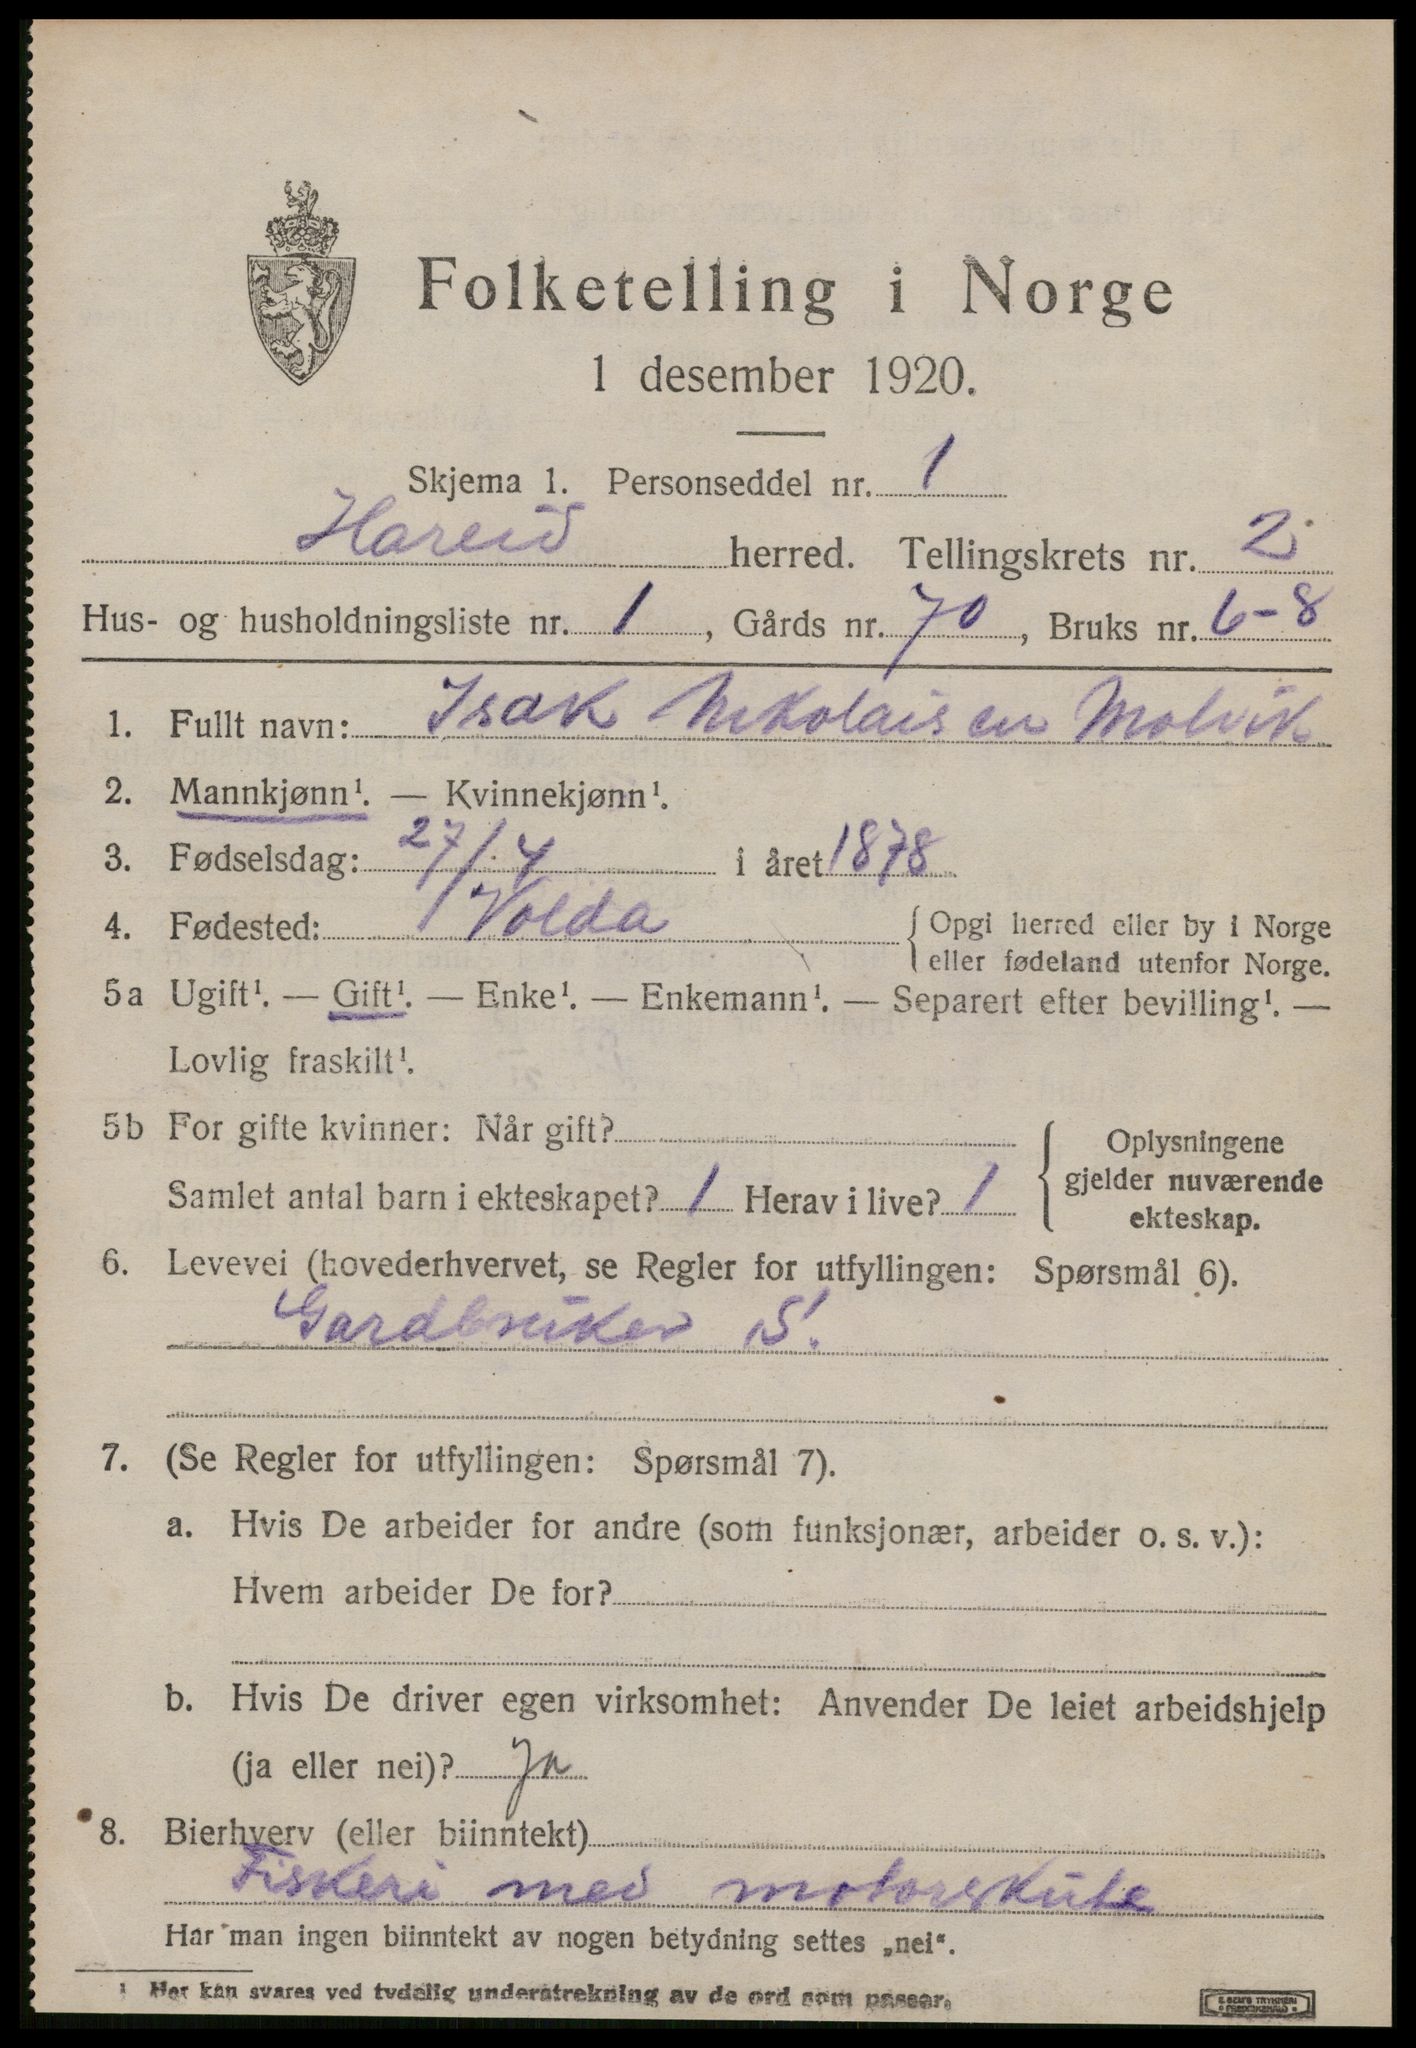 Folketelling i Norge
1 desember 1920.
Skjema 1. Personseddel nr. 1
Hareid herred. Tellingskrets nr. 2
Hus- og husholdningsliste nr. 1, Gårds nr. 70, Bruks nr. 6-8
1. Fullt navn: Isak Nikolaisen Molvik
2. Mannkjønn¹. — Kvinnekjønn¹.
3. Fødselsdag: 27/4 i året 1878
4. Fødested: Volda { Opgi herred eller by i Norge
eller fødeland utenfor Norge.
5a Ugift¹. — Gift¹. — Enke¹. — Enkemann¹. — Separert efter bevilling¹. —
Lovlig fraskilt¹.
5b For gifte kvinner: Når gift?
Samlet antal barn i ekteskapet? 1 Herav i live? 1
{ Oplysningene
gjelder nuværende
ekteskap.
6. Levevei (hovederhvervet, se Regler for utfyllingen: Spørsmål 6).
Gardbruker S!
7. (Se Regler for utfyllingen: Spørsmål 7).
a. Hvis De arbeider for andre (som funksjonær, arbeider o. s. v.):
Hvem arbeider De for?
b. Hvis De driver egen virksomhet: Anvender De leiet arbeidshjelp
(ja eller nei)? Ja
8. Bierhverv (eller biinntekt)
Fiskeri med motorskute
Har man ingen biinntekt av nogen betydning settes „nei“.
¹ Her kan svares ved tydelig understrekning av de ord som passer.